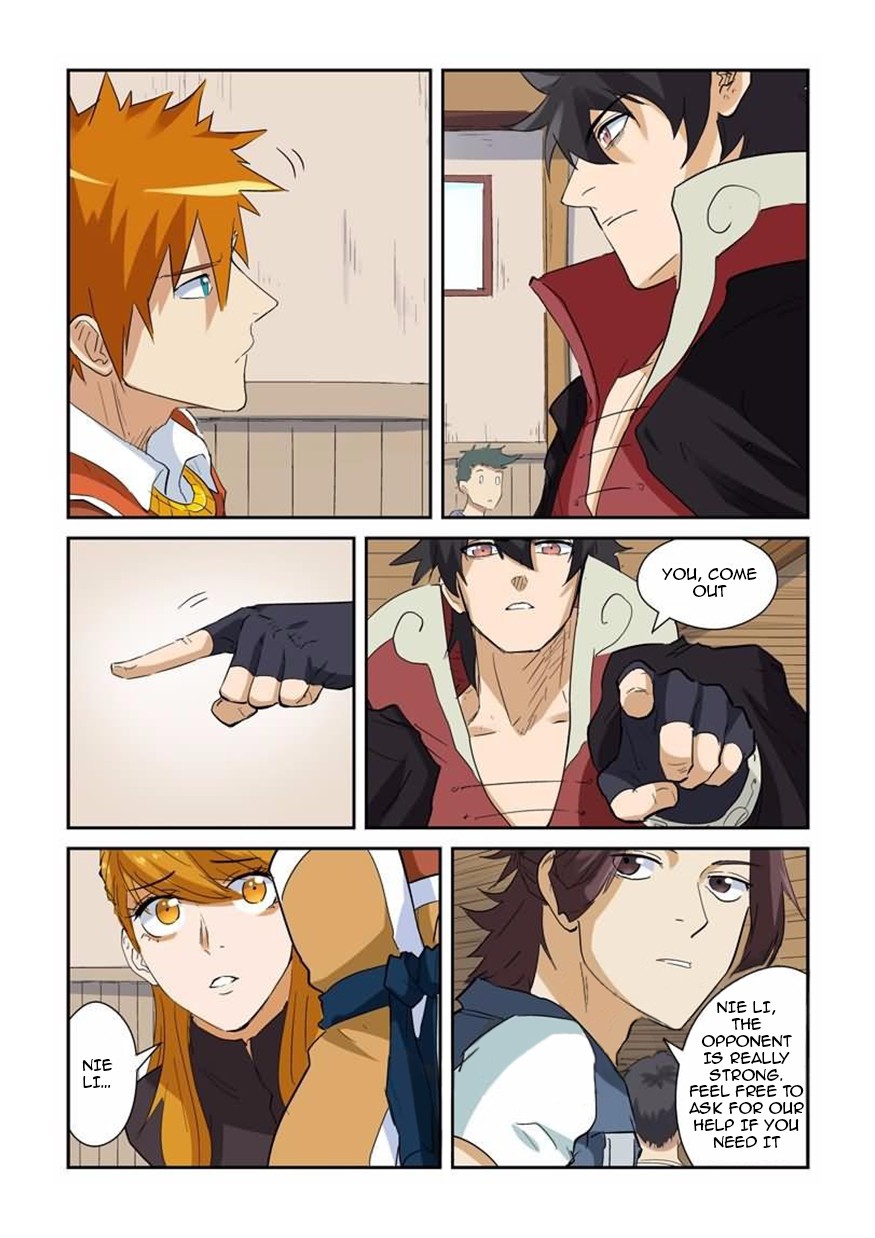 YOU, COME
OUT
NIE
LI...
NIE LI,
THE
OPPONENT
IS REALLY
STRONG.
FEEL FREE TO
ASK FOR OUR
HELP IF YOU
NEED IT